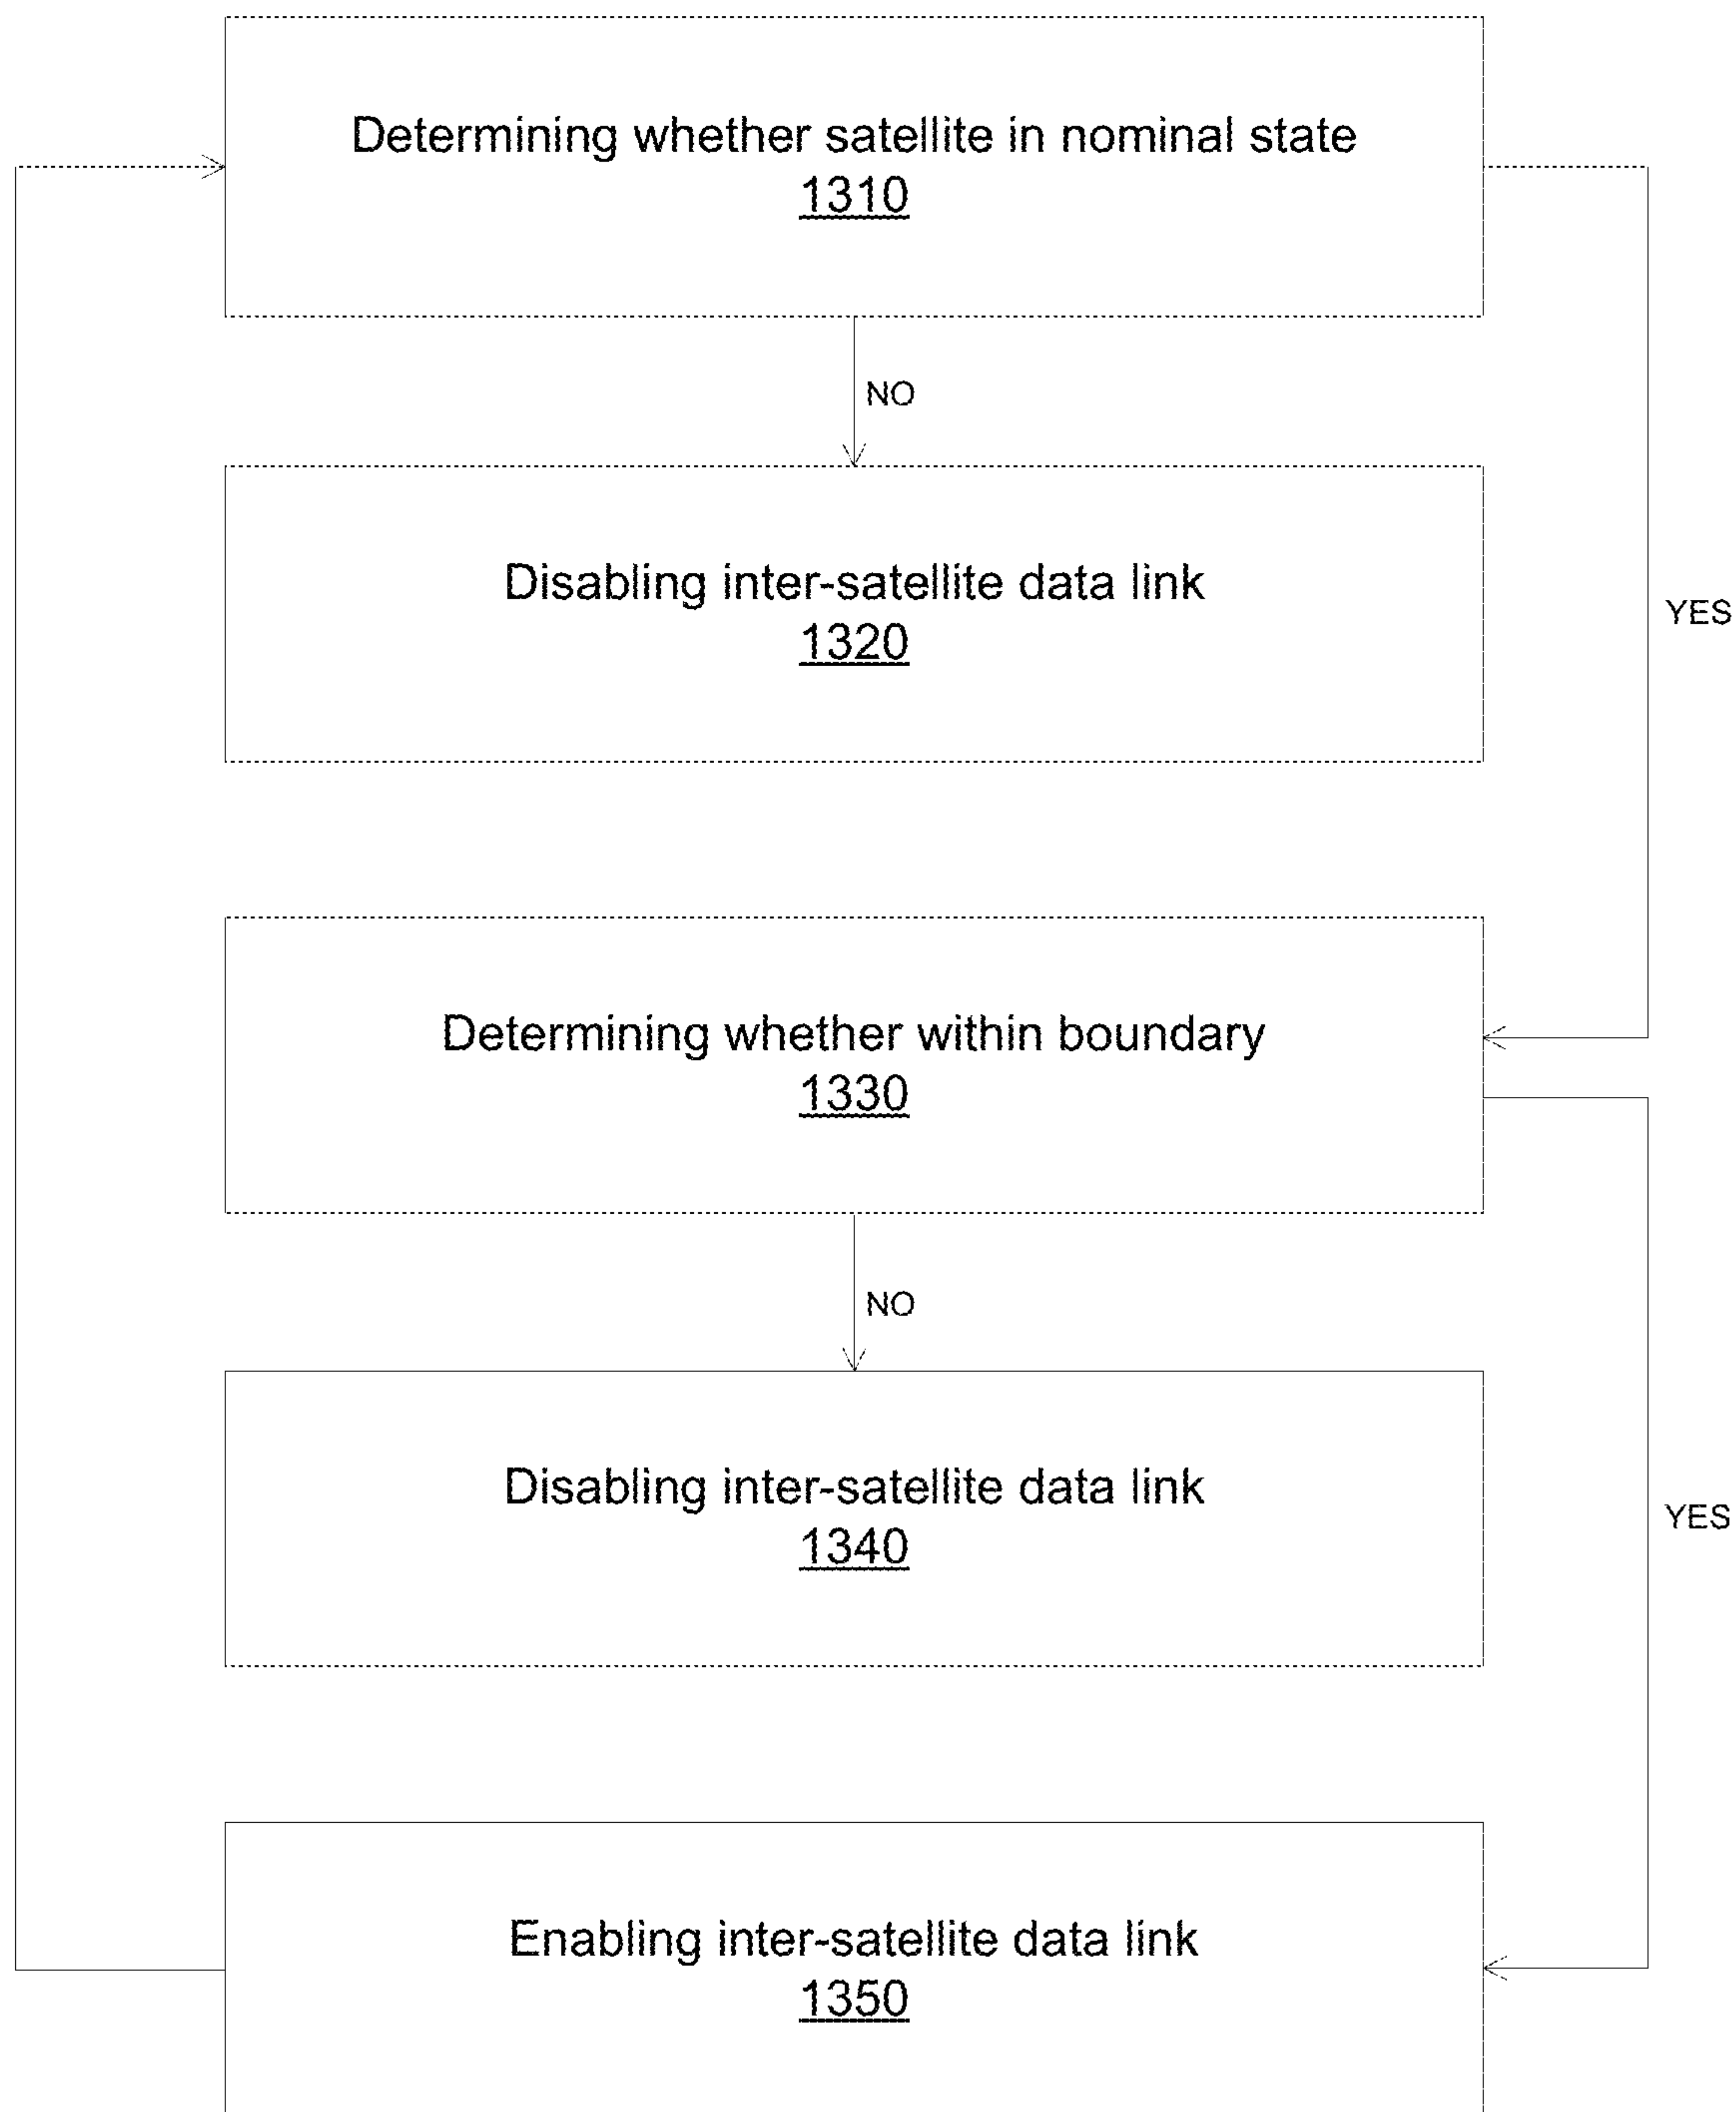 Determining whether satellite in nominal state
1310
NO
Disabling inter-satellite data link
1320
YES
Determining whether within boundary
1330
NO
Disabling inter-satellite data link
1340
YES
Enabling inter-satellite data link
1350